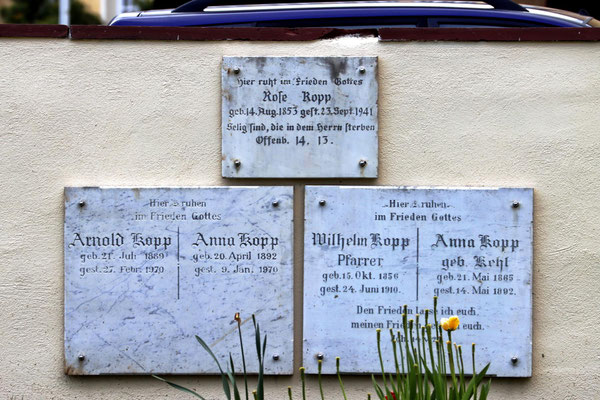 Hier ruht im Frieden Gottes
Rose Kopp
geb. 14. Aug. 1853 gest. 23. Sept. 1941
Selig sind, die in dem Herrn sterben
Offenb. 14. 13.
Hier ruhen
im Frieden Gottes
Arnold Kopp
geb. 21. Juli 1889
gest. 27. Febr. 1970
Anna Kopp
geb. 20. April 1892
gest. 9. Jan. 1970
Hier ruhen
im Frieden Gottes
Wilhelm Kopp
Pfarrer
geb. 15. Okt. 1856
gest. 24. Juni 1910.
Anna Kopp
geb. Kehl
geb. 21. Mai 1865
gest. 14. Mai 1892.
Den Frieden lasse ich euch.
meinen euch.